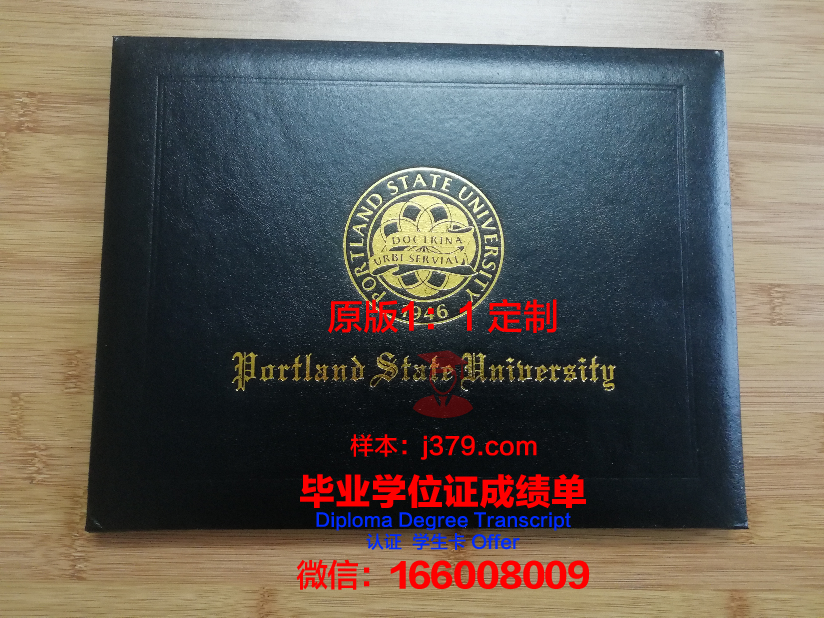 PORTLAND STATE UNIVERSITY
DOCTRINA
URBI SERVIAT
1946
原版1：1 定制
Portland State University
样本：j379.com
毕业学位证成绩单
Diploma Degree Transcript
认证 学生卡 Offer
微信：166008009